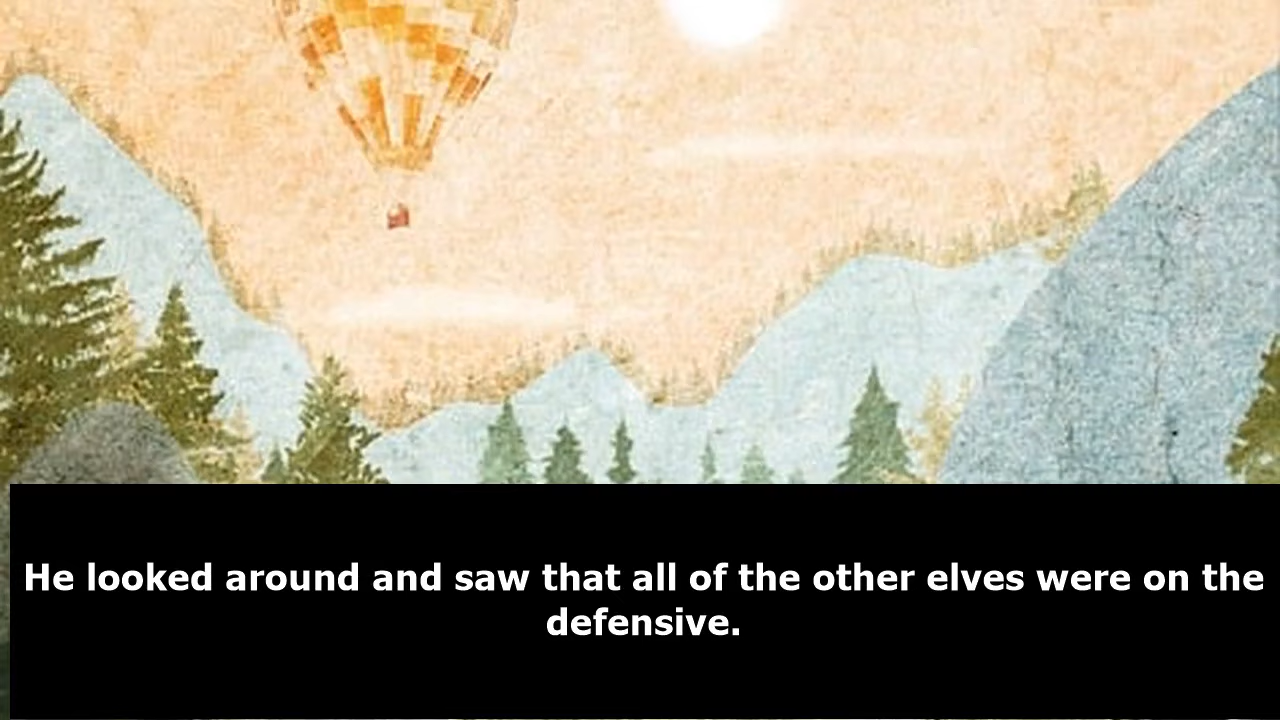 He looked around and saw that all of the other elves were on the
defensive.